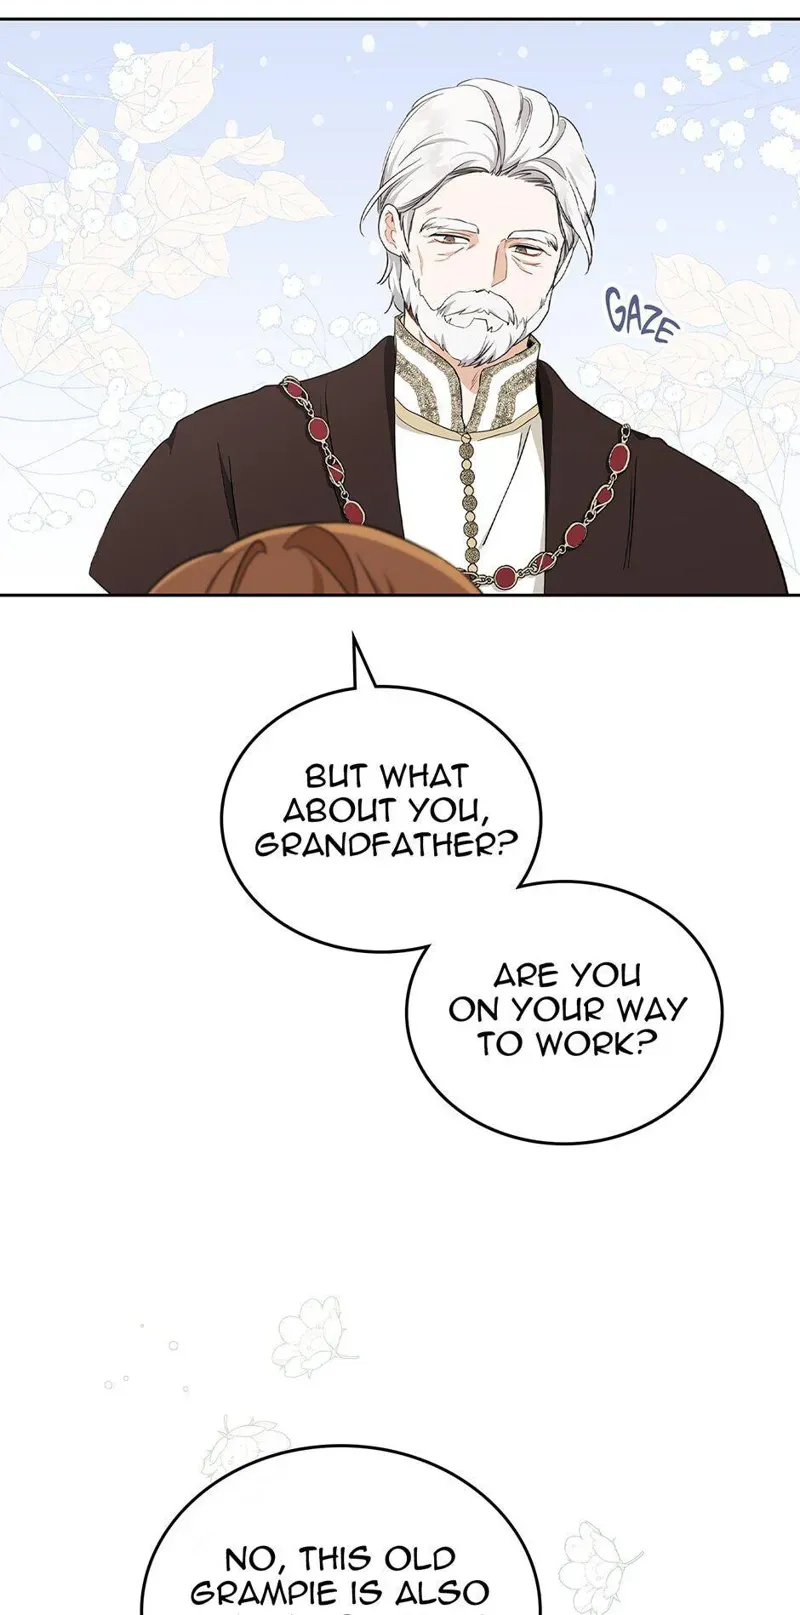 GAZE
BUT WHAT
ABOUT YOU,
GRANDFATHER?
ARE YOU
ON YOUR WAY
TO WORK?
NO, THIS OLD
GRAMPIE IS ALSO